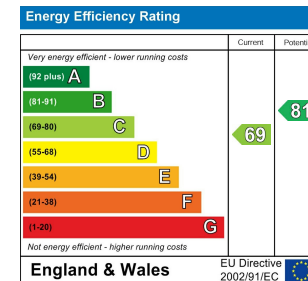 Energy Efficiency Rating
Current Potenti
Very energy efficient - lower running costs
(92 plus) A
(81-91) B
81
(69-80) C
69
(55-68) D
(39-54) E
(21-38) F
(1-20) G
Not energy efficient - higher running costs
England & Wales
EU Directive
2002/91/EC